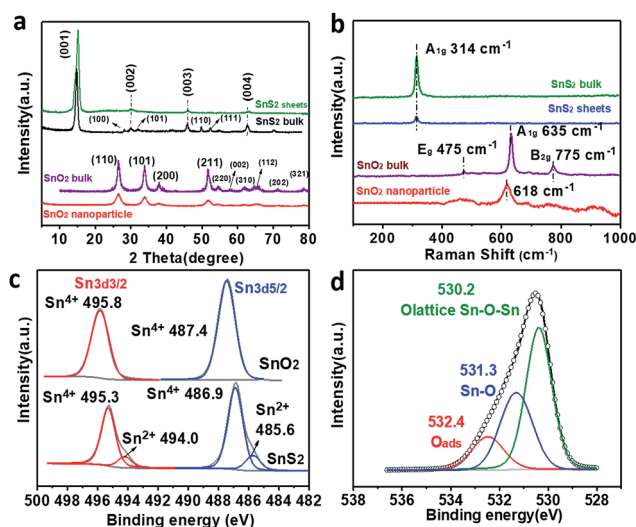 a
Intensity(a.u.)
(001)
(002)
(003)
(004)
(100)
(101)
(110)
(111)
SnS2 sheets
SnS2 bulk
SnO2 bulk
(110)
(101)
(200)
(211)
(220)
(002)
(310)
(112)
(202)
(321)
SnO2 nanoparticle
10 20 30 40 50 60 70 80
2 Theta(degree)
b
Intensity(a.u.)
A1g 314 cm-1
SnS2 bulk
SnS2 sheets
A1g 635 cm-1
Eg 475 cm-1
B2g 775 cm-1
SnO2 bulk
SnO2 nanoparticle
618 cm-1
200 400 600 800 1000
Raman Shift (cm-1)
c
Intensity(a.u.)
Sn3d3/2
Sn3d5/2
Sn4+ 495.8
Sn4+ 487.4
SnO2
Sn4+ 495.3
Sn4+ 486.9
Sn2+ 494.0
Sn2+ 485.6
SnS2
500 498 496 494 492 490 488 486 484 482
Binding energy (eV)
d
Intensity(a.u.)
530.2
Olattice Sn-O-Sn
531.3
Sn-O
532.4
Oads
538 536 534 532 530 528
Binding energy(eV)